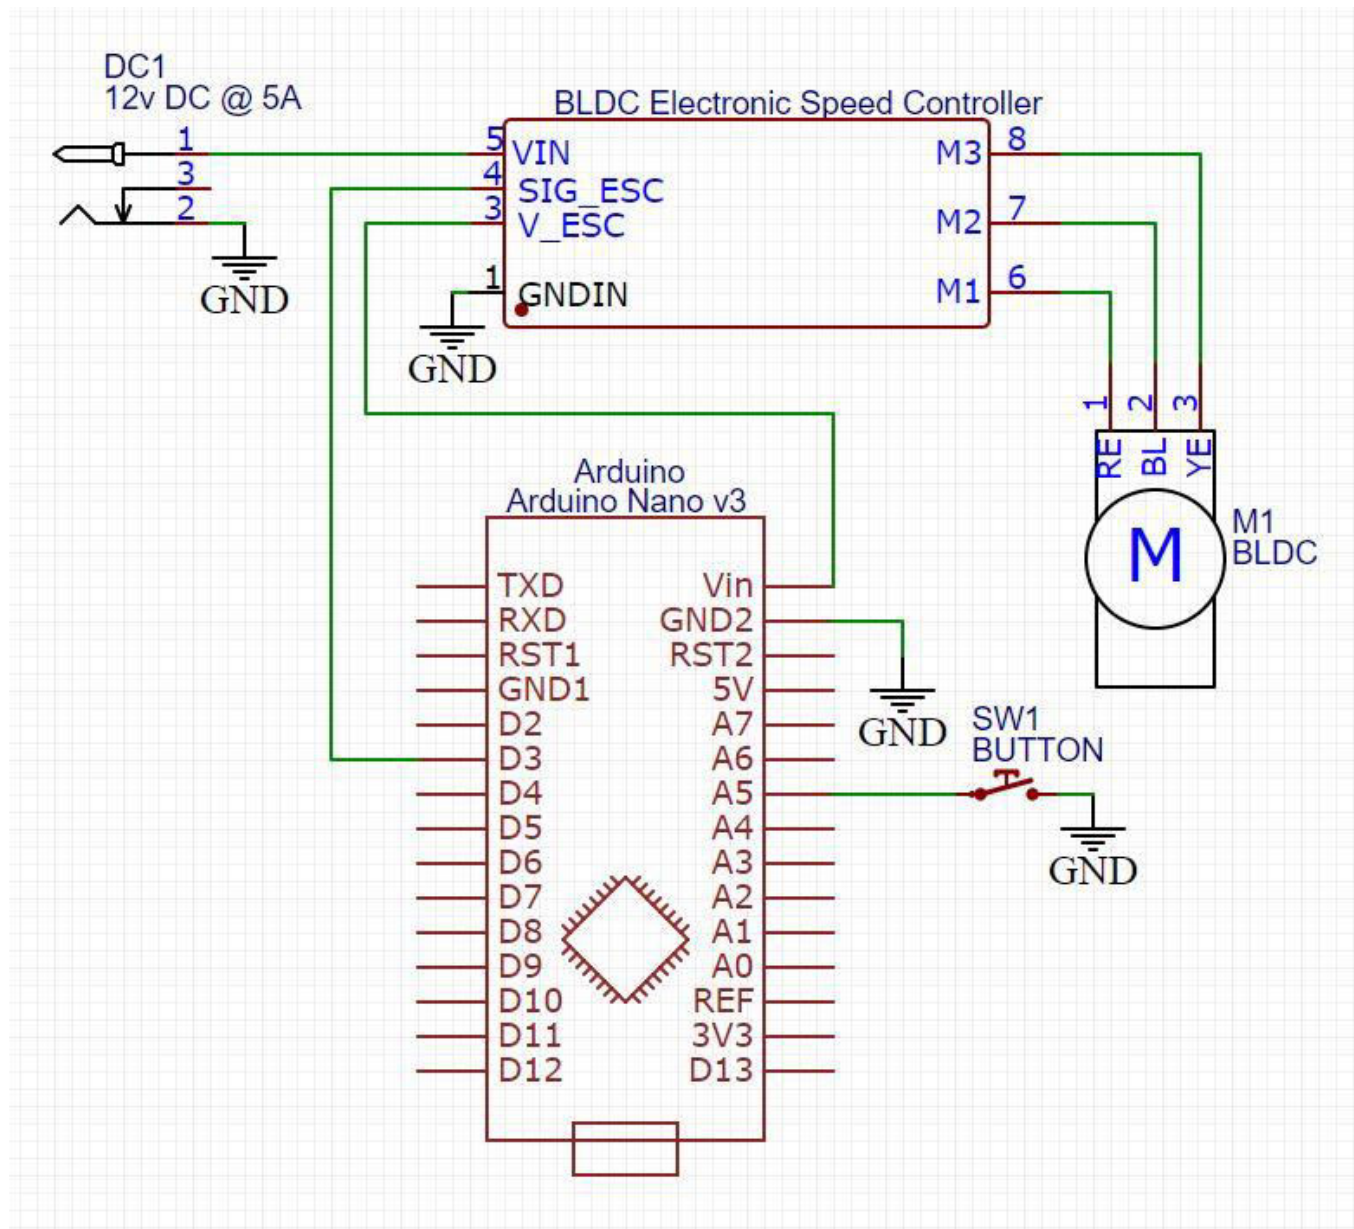 DC1
12v DC @ 5A
1
3
2
GND
BLDC Electronic Speed Controller
5 VIN
4 SIG_ESC
3 V_ESC
1 GNDIN
GND
M3 8
M2 7
M1 6
1 2 3
RE BL YE
M
M1
BLDC
Arduino
Arduino Nano v3
TXD Vin
RXD GND2
RST1 RST2
GND1 5V
D2 A7
D3 A6
D4 A5
D5 A4
D6 A3
D7 A2
D8 A1
D9 A0
D10 REF
D11 3V3
D12 D13
GND
SW1
BUTTON
GND